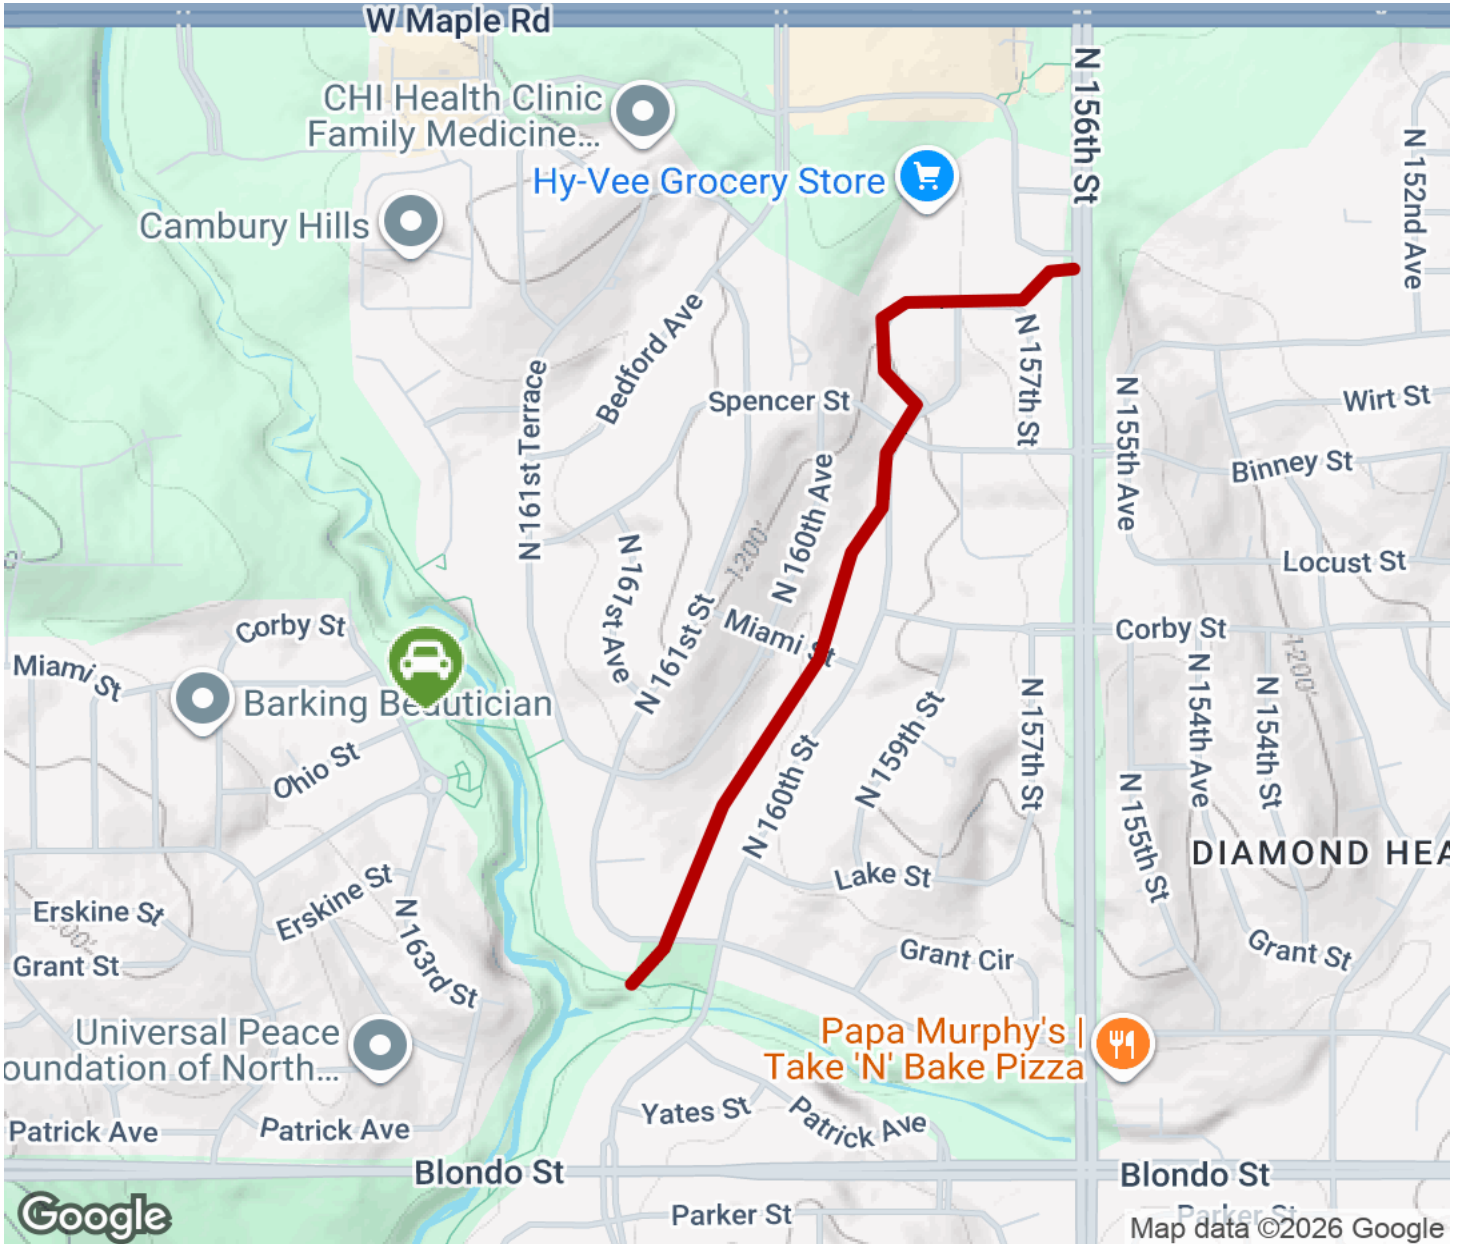 W Maple Rd
N 156th St
CHI Health Clinic
Family Medicine...
Hy-Vee Grocery Store
Cambury Hills
N 152nd Ave
Bedford Ave
N 157th St
N 161st Terrace
Spencer St
N 155th Ave
Wirt St
Binney St
N 160th Ave
1200'
N 161st Ave
Locust St
N 161st St
Miami St
Corby St
Corby St
1200'
Miami St
Barking Beautician
N 154th Ave
N 154th St
N 159th St
N 157th St
N 160th St
Ohio St
N 155th St
DIAMOND HEA
Lake St
Erskine St
Erskine St
N 163rd St
Grant St
Grant Cir
Grant St
Universal Peace
oundation of North...
Papa Murphy's |
Take 'N' Bake Pizza
Yates St
Patrick Ave
Patrick Ave
Patrick Ave
Blondo St
Blondo St
Parker St
Parker St
Google
Map data ©2026 Google